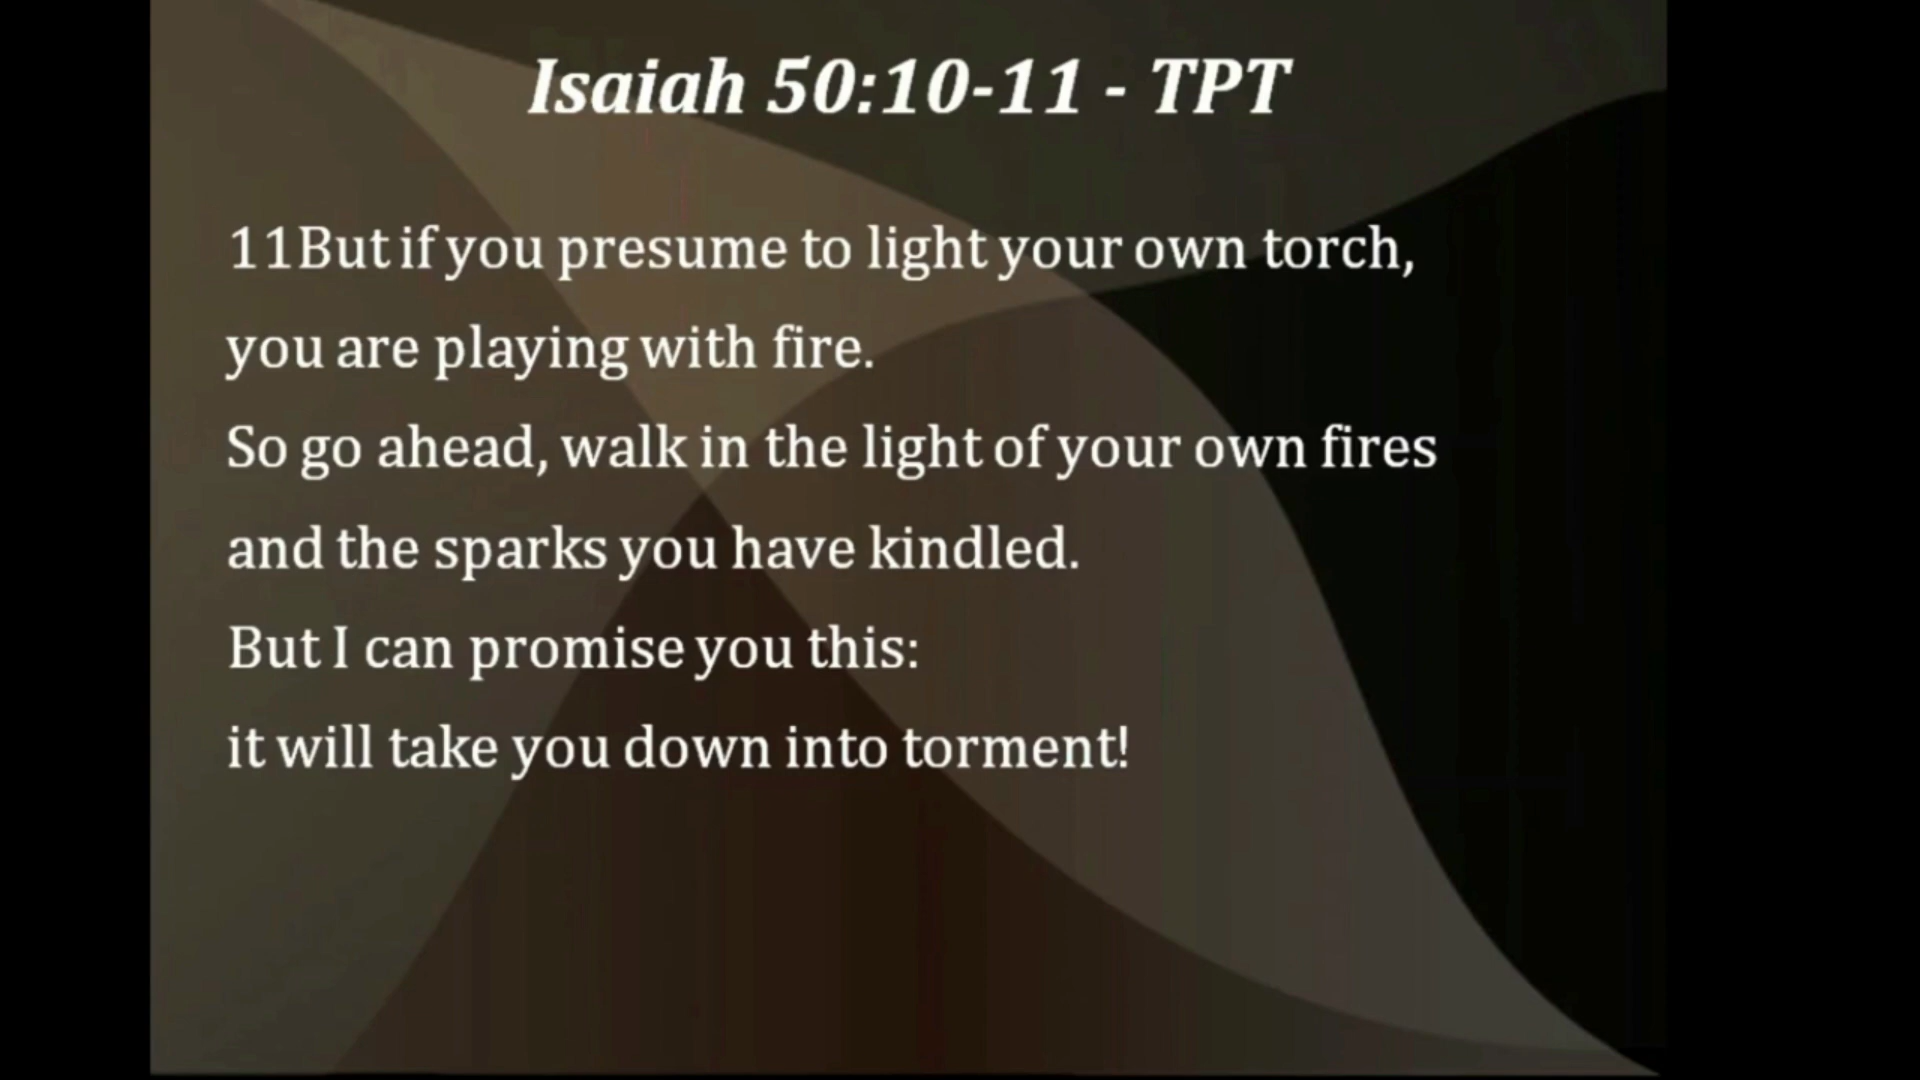 Isaiah 50:10-11 - TPT
11But if you presume to light your own torch,
you are playing with fire.
So go ahead, walk in the light of your own fires
and the sparks you have kindled.
But I can promise you this:
it will take you down into torment!